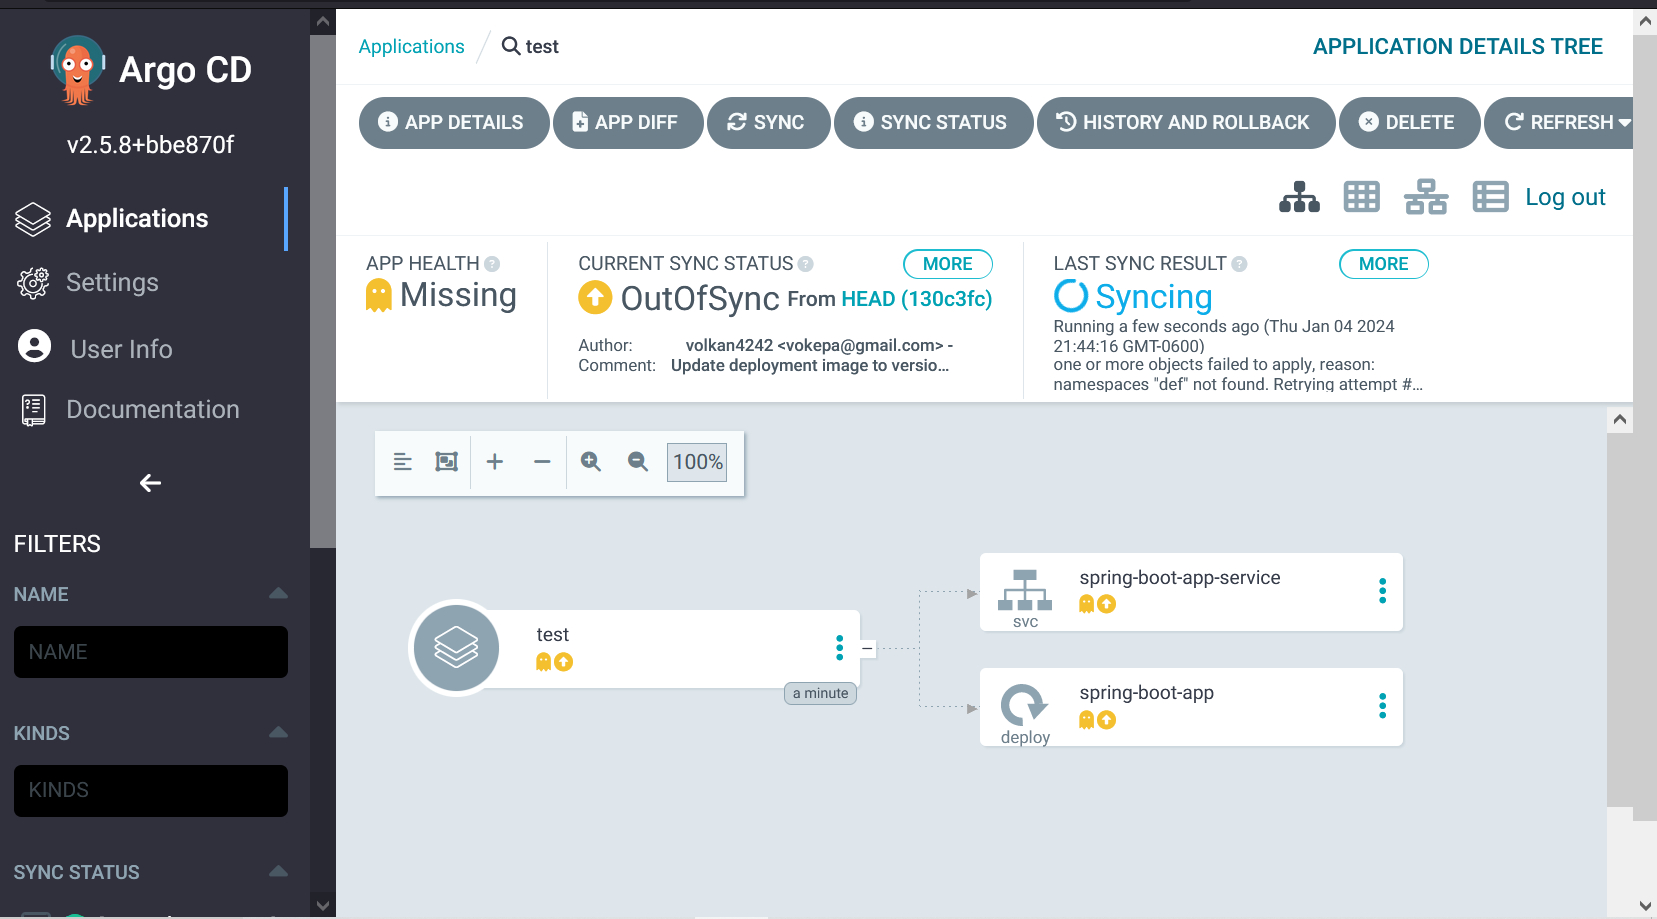 Argo CD
v2.5.8+bbe870f
Applications
Settings
User Info
Documentation
FILTERS
NAME
NAME
KINDS
KINDS
SYNC STATUS
Applications / test
APPLICATION DETAILS TREE
APP DETAILS APP DIFF SYNC SYNC STATUS HISTORY AND ROLLBACK DELETE REFRESH
Log out
APP HEALTH
Missing
CURRENT SYNC STATUS MORE
OutOfSync From HEAD (130c3fc)
Author: volkan4242 <vokepa@gmail.com> -
Comment: Update deployment image to versio...
LAST SYNC RESULT MORE
Syncing
Running a few seconds ago (Thu Jan 04 2024
21:44:16 GMT-0600)
one or more objects failed to apply, reason:
namespaces "def" not found. Retrying attempt #...
100%
test
a minute
spring-boot-app-service
svc
spring-boot-app
deploy